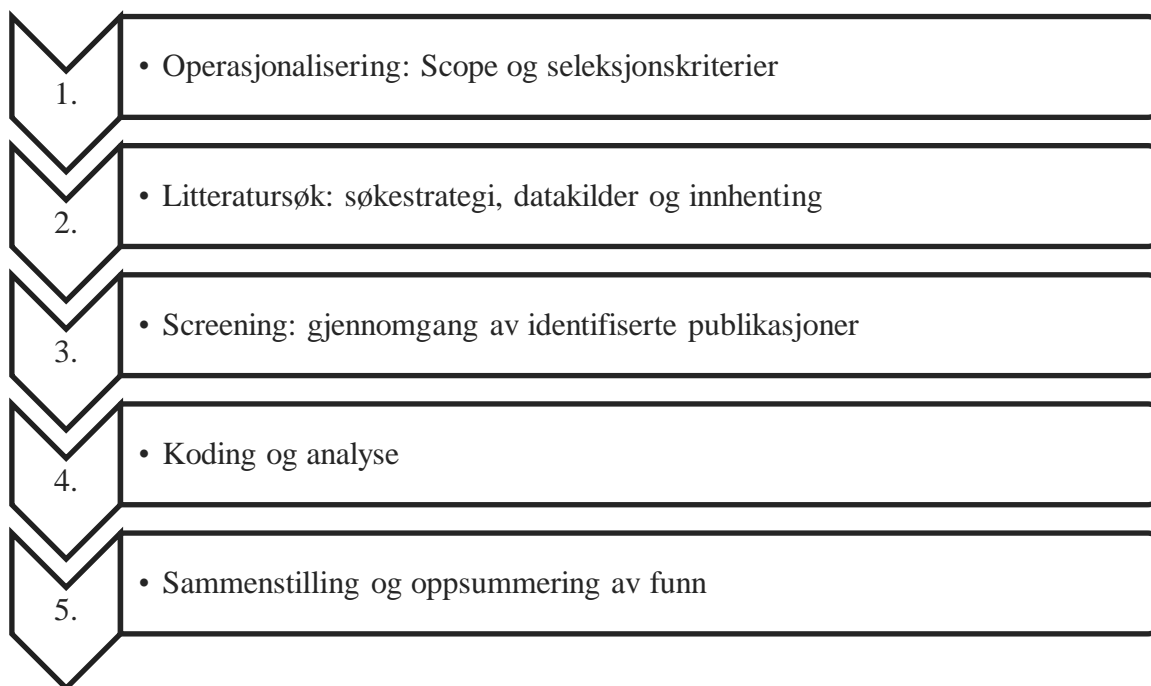 1.
• Operasjonalisering: Scope og seleksjonskriterier
2.
• Litteratursøk: søkestrategi, datakilder og innhenting
3.
• Screening: gjennomgang av identifiserte publikasjoner
4.
• Koding og analyse
5.
• Sammenstilling og oppsummering av funn